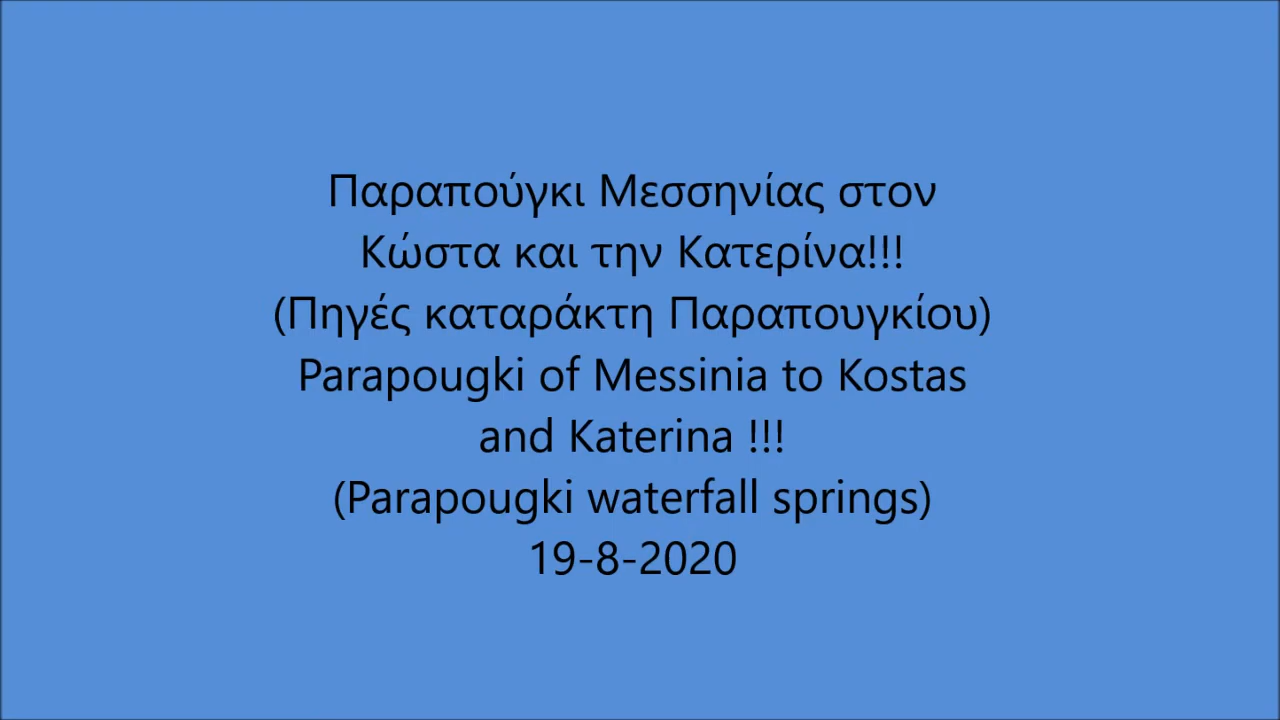 Παραπούγκι Μεσσηνίας στον
Κώστα και την Κατερίνα!!!
(Πηγές καταράκτη Παραπουγκίου)
Parapougki of Messinia to Kostas
and Katerina !!!
(Parapougki waterfall springs)
19-8-2020